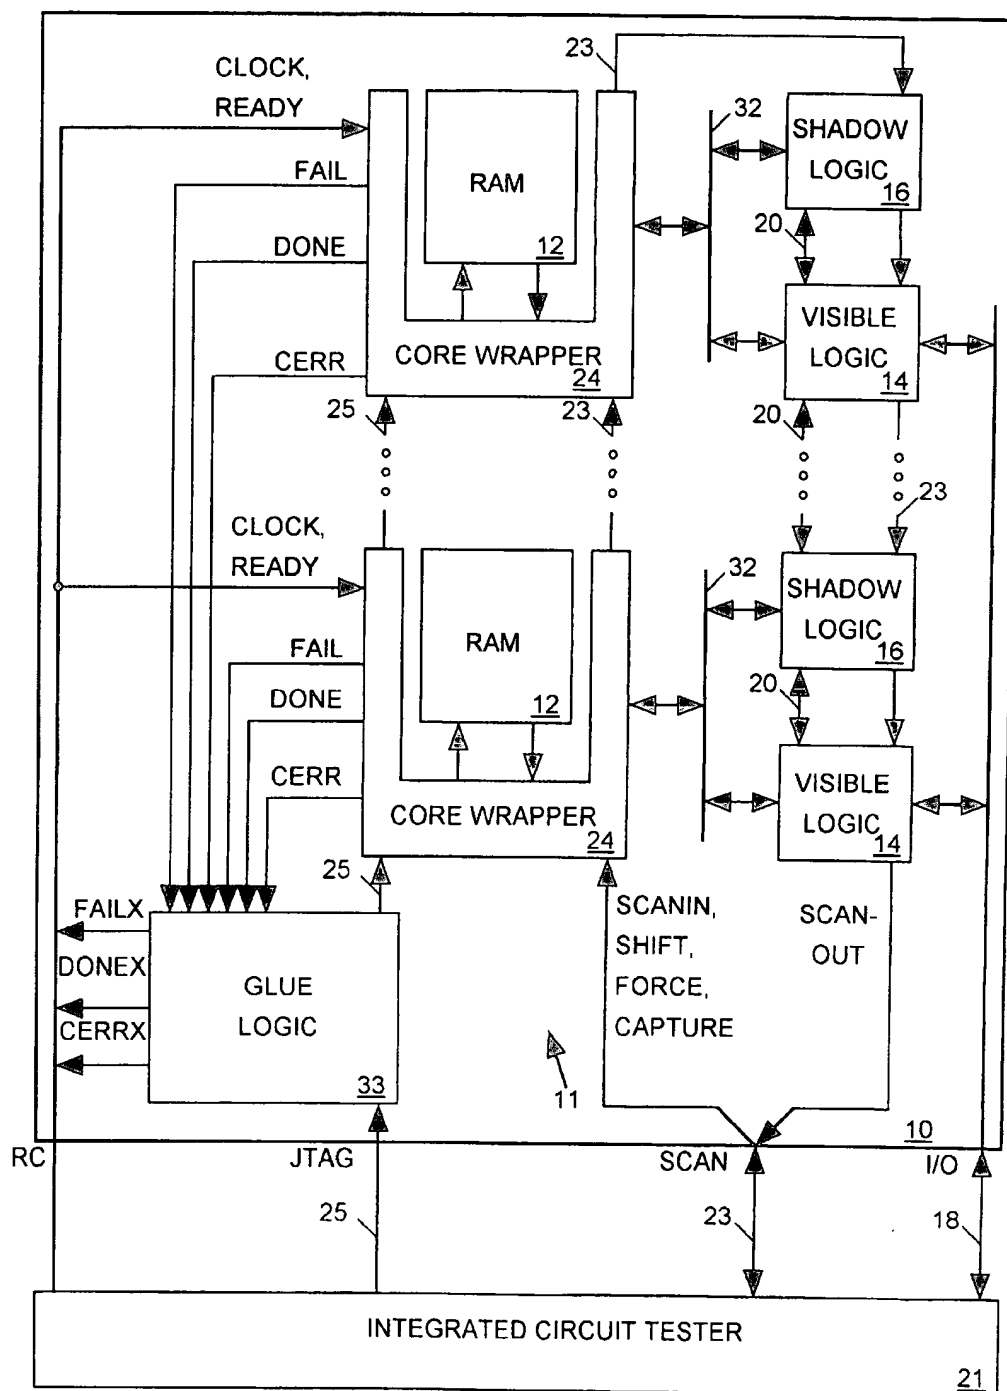 23
CLOCK,
READY
32
SHADOW
LOGIC
16
FAIL
RAM
20
DONE
12
VISIBLE
LOGIC
14
CORE WRAPPER
24
CERR
25
23
20
23
CLOCK,
READY
32
SHADOW
LOGIC
16
FAIL
RAM
20
DONE
12
VISIBLE
LOGIC
14
CERR
CORE WRAPPER
24
25
FAILX
DONEX
CERRX
GLUE
LOGIC
33
SCANIN,
SHIFT,
FORCE,
CAPTURE
SCAN-
OUT
11
10
RC
JTAG
SCAN
I/O
25
23
18
INTEGRATED CIRCUIT TESTER
21